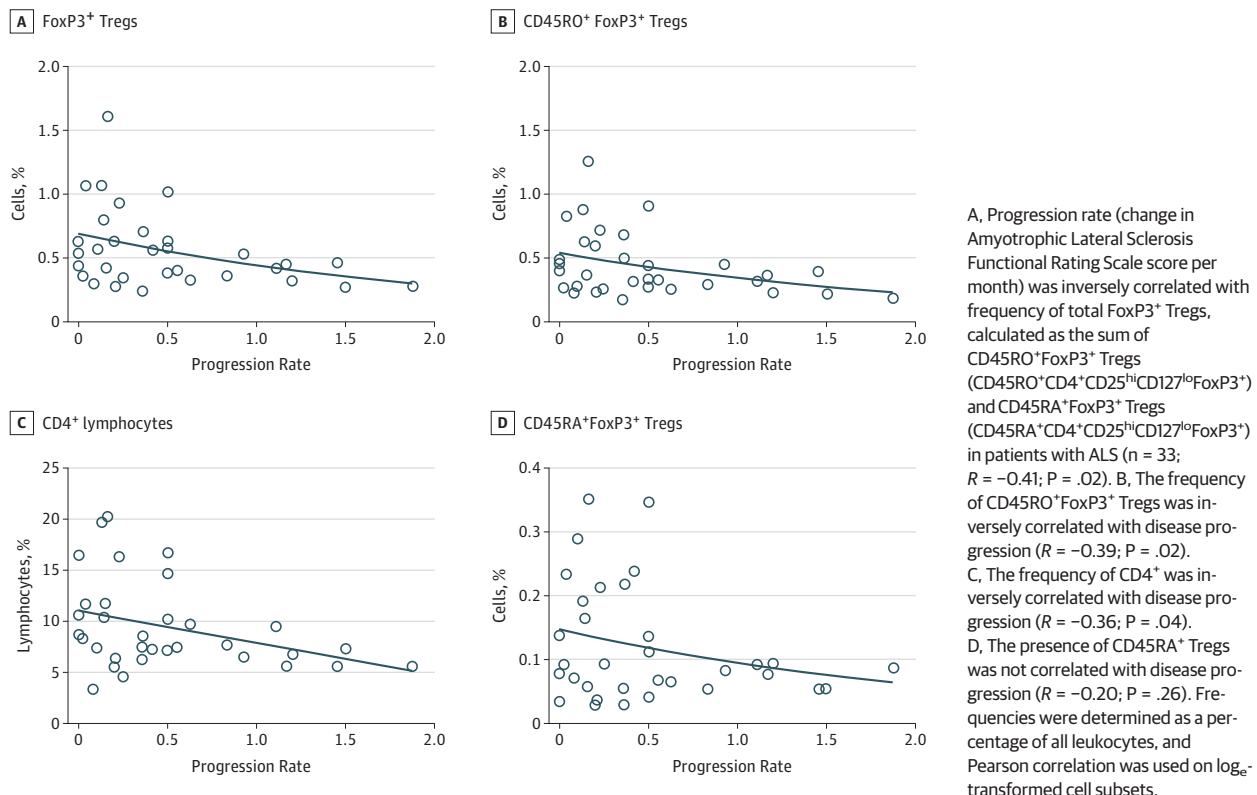 A FoxP3⁺ Tregs
2.0
1.5
1.0
0.5
0
Cells, %
0 0.5 1.0 1.5 2.0
Progression Rate
B CD45RO⁺ FoxP3⁺ Tregs
2.0
1.5
1.0
0.5
0
Cells, %
0 0.5 1.0 1.5 2.0
Progression Rate
C CD4⁺ lymphocytes
25
20
15
10
5
0
Lymphocytes, %
0 0.5 1.0 1.5 2.0
Progression Rate
D CD45RA⁺FoxP3⁺ Tregs
0.4
0.3
0.2
0.1
0
Cells, %
0 0.5 1.0 1.5 2.0
Progression Rate
A, Progression rate (change in
Amyotrophic Lateral Sclerosis
Functional Rating Scale score per
month) was inversely correlated with
frequency of total FoxP3⁺ Tregs,
calculated as the sum of
CD45RO⁺FoxP3⁺ Tregs
(CD45RO⁺CD4⁺CD25ʰⁱCD127ˡᵒFoxP3⁺)
and CD45RA⁺FoxP3⁺ Tregs
(CD45RA⁺CD4⁺CD25ʰⁱCD127ˡᵒFoxP3⁺)
in patients with ALS (n = 33;
R = −0.41; P = .02). B, The frequency
of CD45RO⁺FoxP3⁺ Tregs was in-
versely correlated with disease pro-
gression (R = −0.39; P = .02).
C, The frequency of CD4⁺ was in-
versely correlated with disease pro-
gression (R = −0.36; P = .04).
D, The presence of CD45RA⁺ Tregs
was not correlated with disease pro-
gression (R = −0.20; P = .26). Fre-
quencies were determined as a per-
centage of all leukocytes, and
Pearson correlation was used on logₑ-
transformed cell subsets.